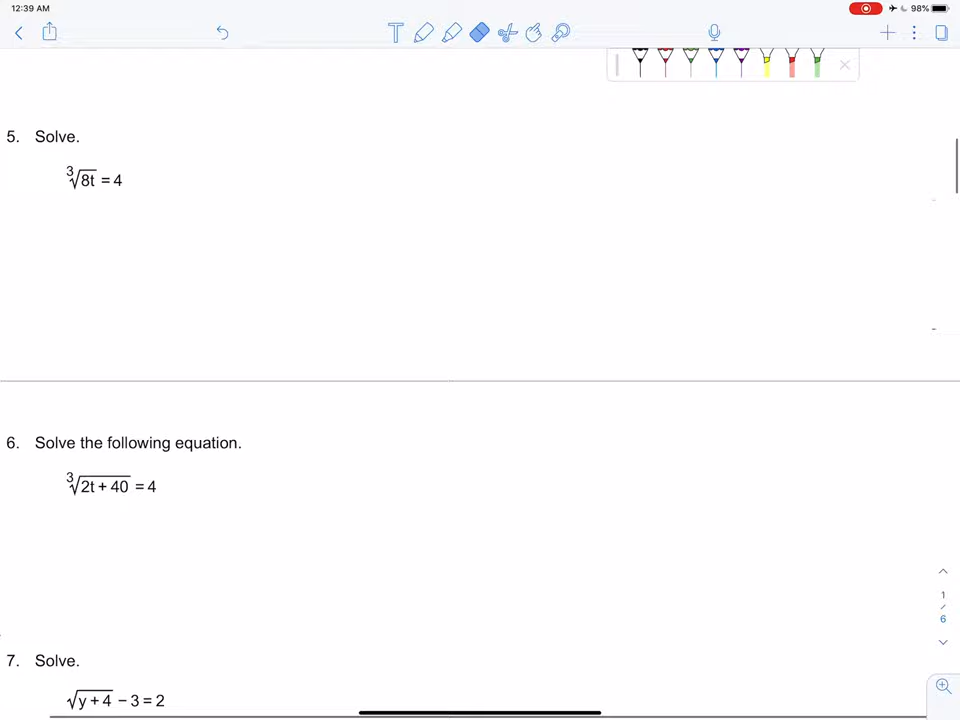 12:39 AM 98%
5. Solve.
∛8t = 4
6. Solve the following equation.
∛2t + 40 = 4
1
/
6
7. Solve.
√y + 4 − 3 = 2